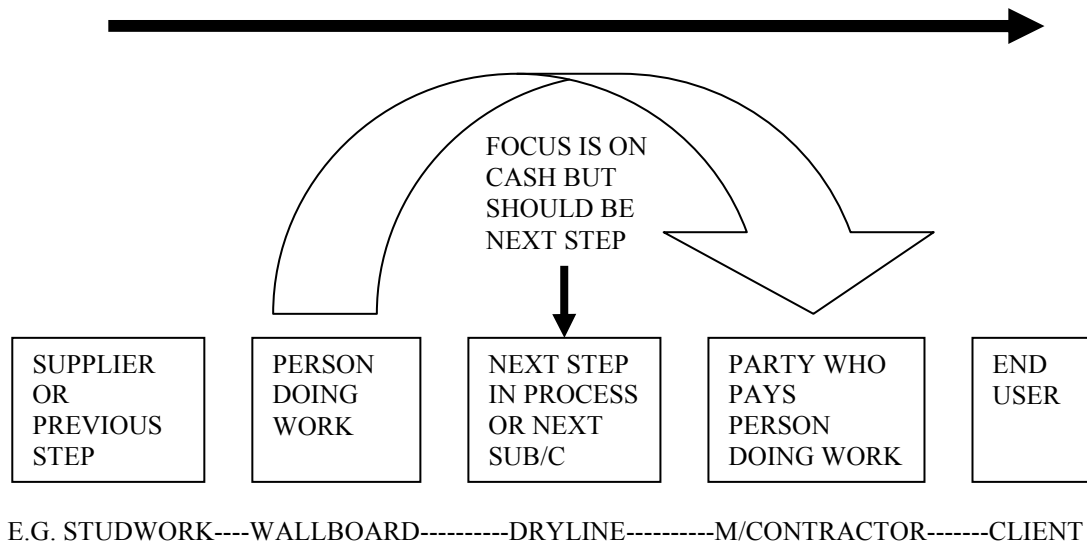 FOCUS IS ON
CASH BUT
SHOULD BE
NEXT STEP
SUPPLIER
OR
PREVIOUS
STEP
PERSON
DOING
WORK
NEXT STEP
IN PROCESS
OR NEXT
SUB/C
PARTY WHO
PAYS
PERSON
DOING WORK
END
USER
E.G. STUDWORK----WALLBOARD----------DRYLINE----------M/CONTRACTOR-------CLIENT